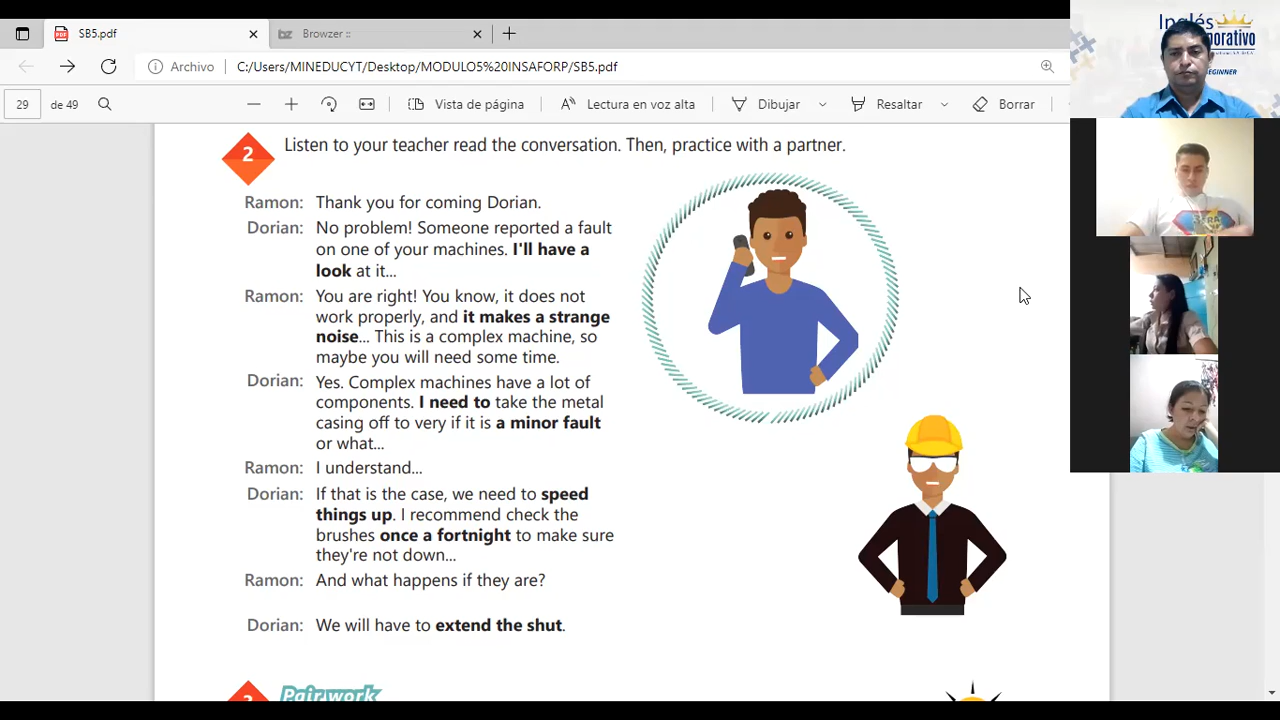 SB5.pdf
Browzer ::
Archivo
C:/Users/MINEDUCYT/Desktop/MODULO5%20INSAFORP/SB5.pdf
29
de 49
Vista de página
Lectura en voz alta
Dibujar
Resaltar
Borrar
Inglés
BEGINNER
2
Listen to your teacher read the conversation. Then, practice with a partner.
Ramon: Thank you for coming Dorian.
Dorian: No problem! Someone reported a fault
on one of your machines. I'll have a
look at it...
Ramon: You are right! You know, it does not
work properly, and it makes a strange
noise... This is a complex machine, so
maybe you will need some time.
Dorian: Yes. Complex machines have a lot of
components. I need to take the metal
casing off to very if it is a minor fault
or what...
Ramon: I understand...
Dorian: If that is the case, we need to speed
things up. I recommend check the
brushes once a fortnight to make sure
they're not down...
Ramon: And what happens if they are?
Dorian: We will have to extend the shut.
3
Pair work